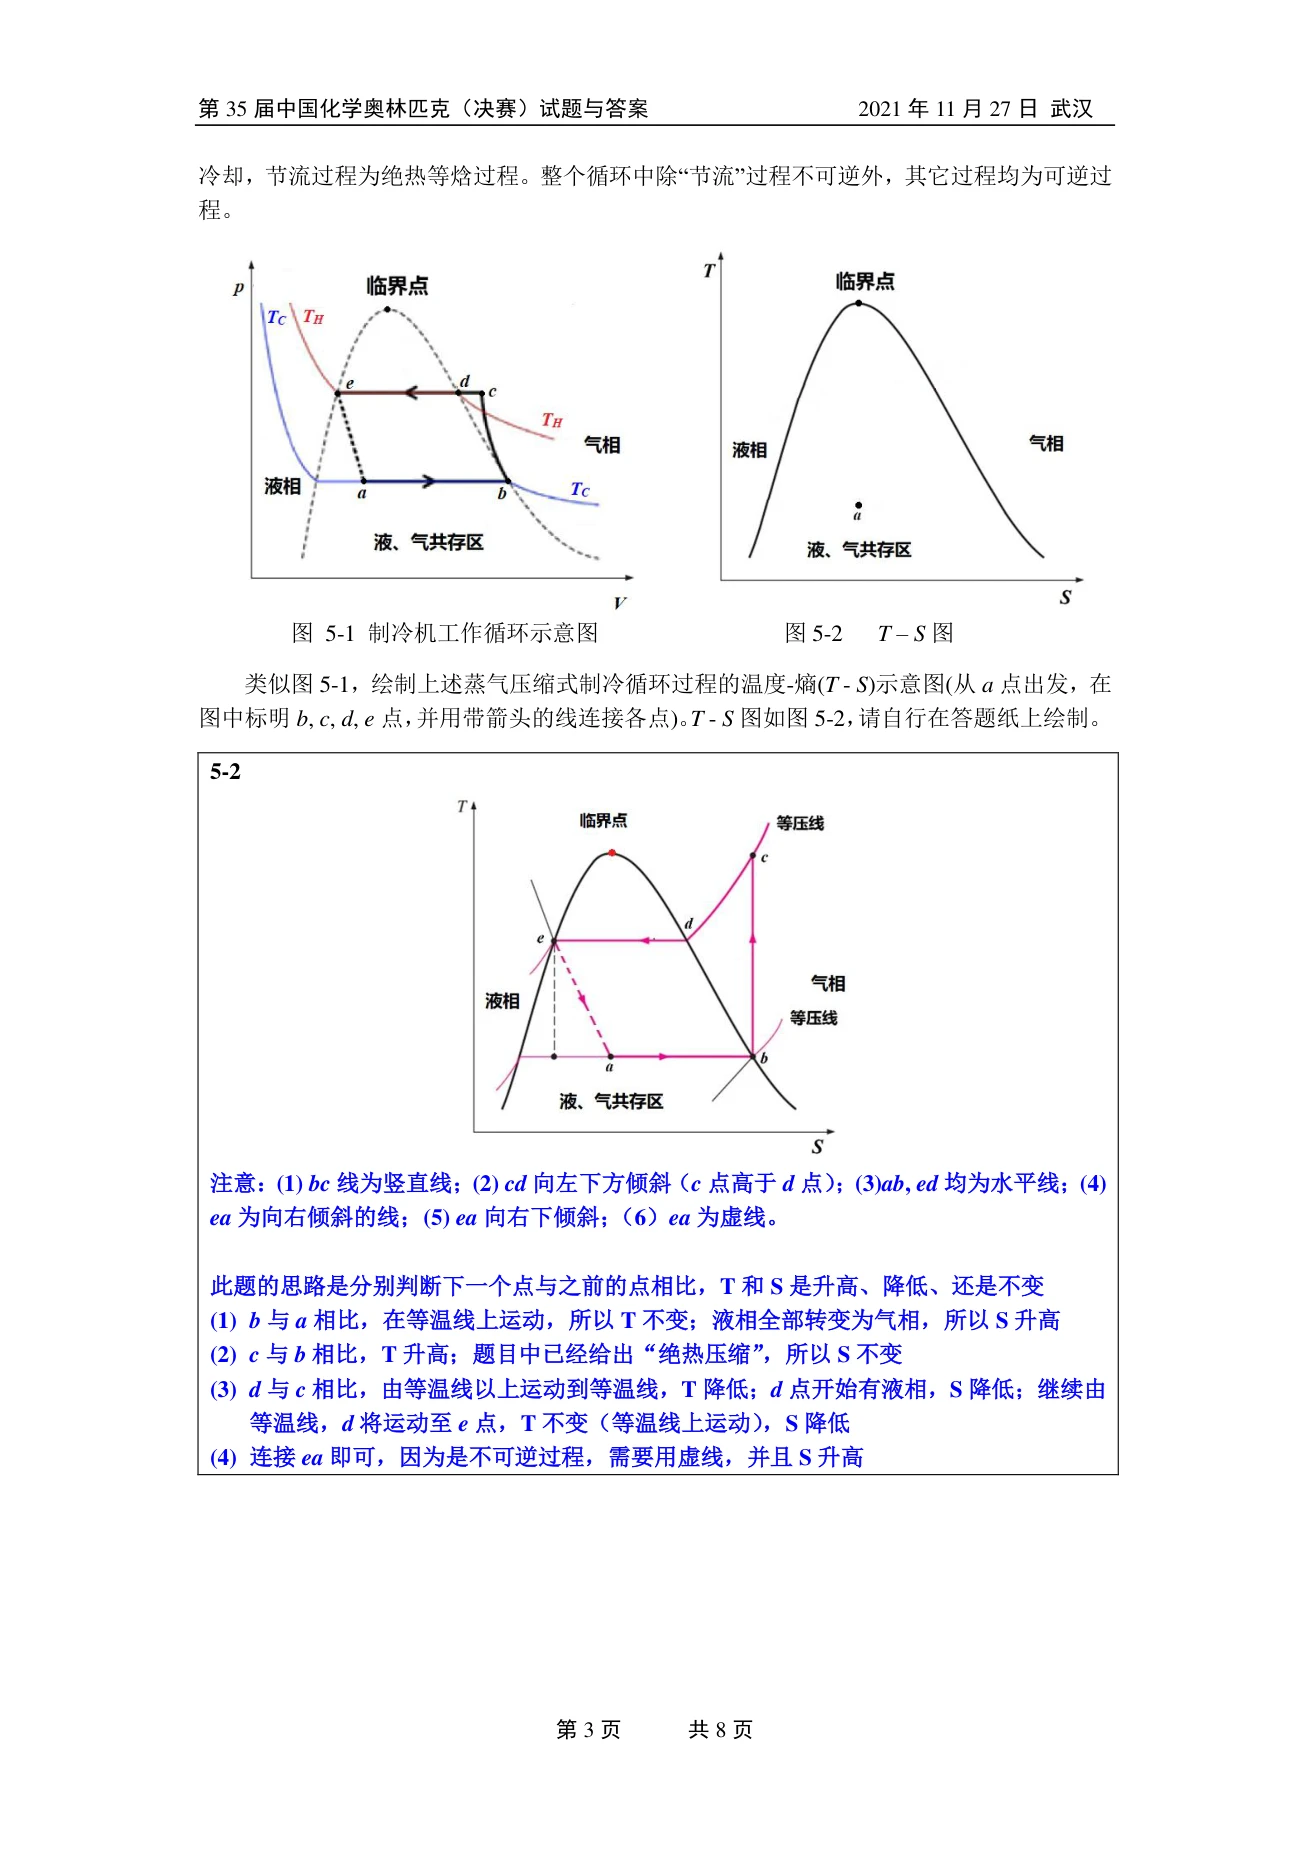 第 35 届中国化学奥林匹克（决赛）试题与答案 2021 年 11 月 27 日 武汉
冷却，节流过程为绝热等焓过程。整个循环中除“节流”过程不可逆外，其它过程均为可逆过
程。
p
临界点
TC
TH
e
d
c
TH
气相
液相
a
b
TC
液、气共存区
V
T
临界点
液相
气相
a
液、气共存区
S
图 5-1 制冷机工作循环示意图
图 5-2 T – S 图
类似图 5-1，绘制上述蒸气压缩式制冷循环过程的温度-熵(T - S)示意图(从 a 点出发，在
图中标明 b, c, d, e 点，并用带箭头的线连接各点)。T - S 图如图 5-2，请自行在答题纸上绘制。
5-2
T
临界点
等压线
c
d
e
气相
液相
等压线
a
b
液、气共存区
S
注意：(1) bc 线为竖直线；(2) cd 向左下方倾斜（c 点高于 d 点）；(3)ab, ed 均为水平线；(4)
ea 为向右倾斜的线；(5) ea 向右下倾斜；（6）ea 为虚线。
此题的思路是分别判断下一个点与之前的点相比，T 和 S 是升高、降低、还是不变
(1) b 与 a 相比，在等温线上运动，所以 T 不变；液相全部转变为气相，所以 S 升高
(2) c 与 b 相比，T 升高；题目中已经给出“绝热压缩”，所以 S 不变
(3) d 与 c 相比，由等温线以上运动到等温线，T 降低；d 点开始有液相，S 降低；继续由
等温线，d 将运动至 e 点，T 不变（等温线上运动），S 降低
(4) 连接 ea 即可，因为是不可逆过程，需要用虚线，并且 S 升高
第 3 页 共 8 页